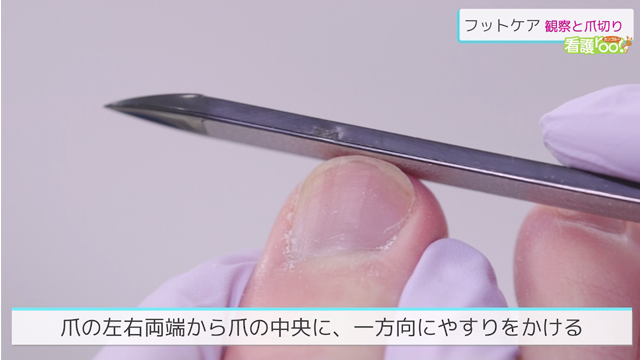 フットケア 観察と爪切り
看護roo!
爪の左右両端から爪の中央に、一方向にやすりをかける